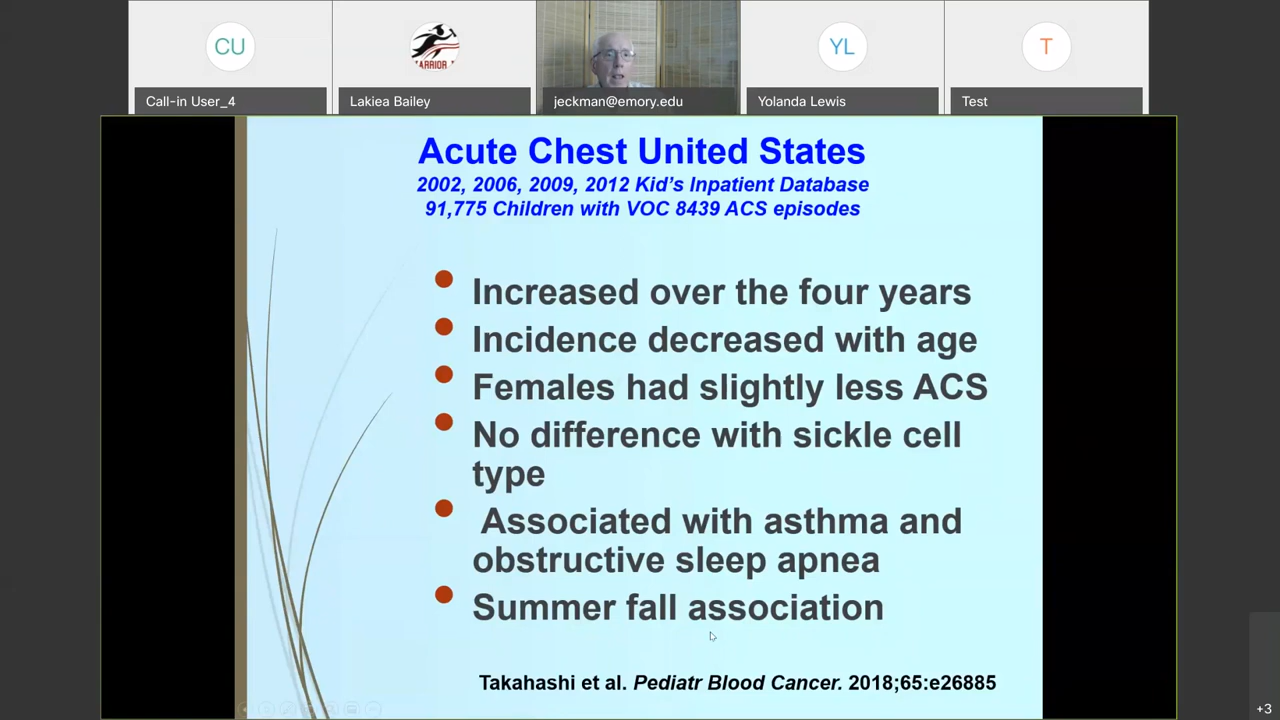 CU
YL
T
ARRIOR
Call-in User_4
Lakiea Bailey
jeckman@emory.edu
Yolanda Lewis
Test
Acute Chest United States
2002, 2006, 2009, 2012 Kid's Inpatient Database
91,775 Children with VOC 8439 ACS episodes
Increased over the four years
Incidence decreased with age
Females had slightly less ACS
No difference with sickle cell
type
Associated with asthma and
obstructive sleep apnea
Summer fall association
Takahashi et al. Pediatr Blood Cancer. 2018;65:e26885
+3